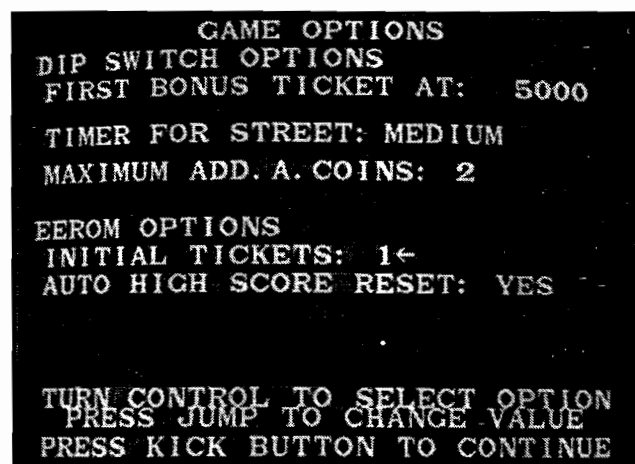 GAME OPTIONS
DIP SWITCH OPTIONS
FIRST BONUS TICKET AT: 5000
TIMER FOR STREET: MEDIUM
MAXIMUM ADD.A.COINS: 2
EEROM OPTIONS
INITIAL TICKETS: 1←
AUTO HIGH SCORE RESET: YES
TURN CONTROL TO SELECT OPTION
PRESS JUMP TO CHANGE VALUE
PRESS KICK BUTTON TO CONTINUE